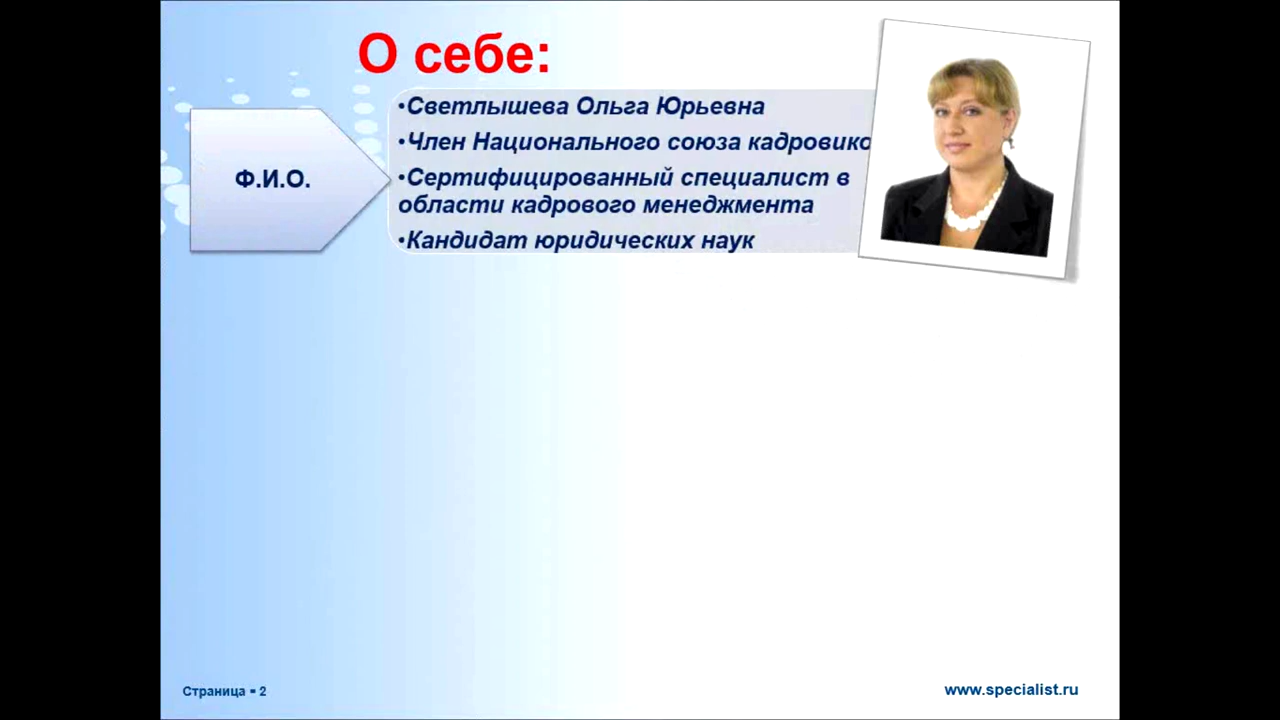 О себе:
Ф.И.О.
•Светлышева Ольга Юрьевна
•Член Национального союза кадровико
•Сертифицированный специалист в
области кадрового менеджмента
•Кандидат юридических наук
Страница ▪ 2
www.specialist.ru